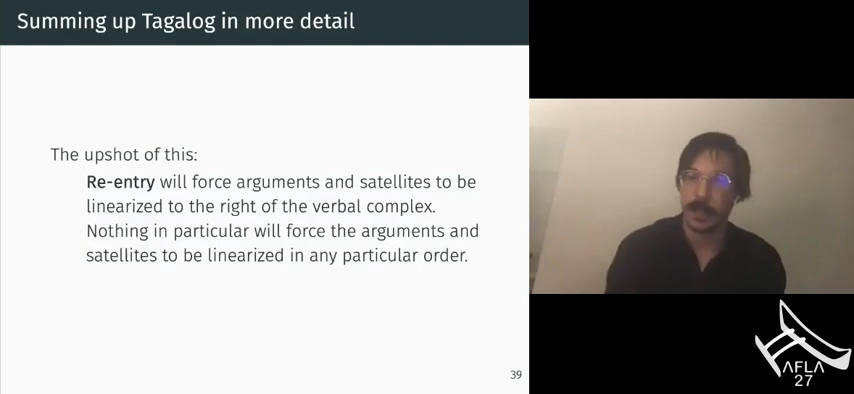 Summing up Tagalog in more detail
The upshot of this:
Re-entry will force arguments and satellites to be
linearized to the right of the verbal complex.
Nothing in particular will force the arguments and
satellites to be linearized in any particular order.
39
AFLA
27